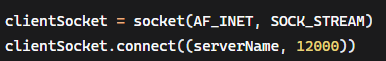 clientSocket = socket(AF_INET, SOCK_STREAM)
clientSocket.connect((serverName, 12000))